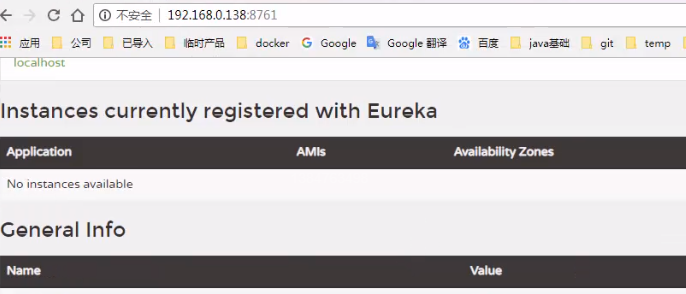 不安全 192.168.0.138:8761
应用 公司 已导入 临时产品 docker Google Google 翻译 百度 java基础 git temp
localhost
Instances currently registered with Eureka
Application AMIs Availability Zones
No instances available
General Info
Name Value